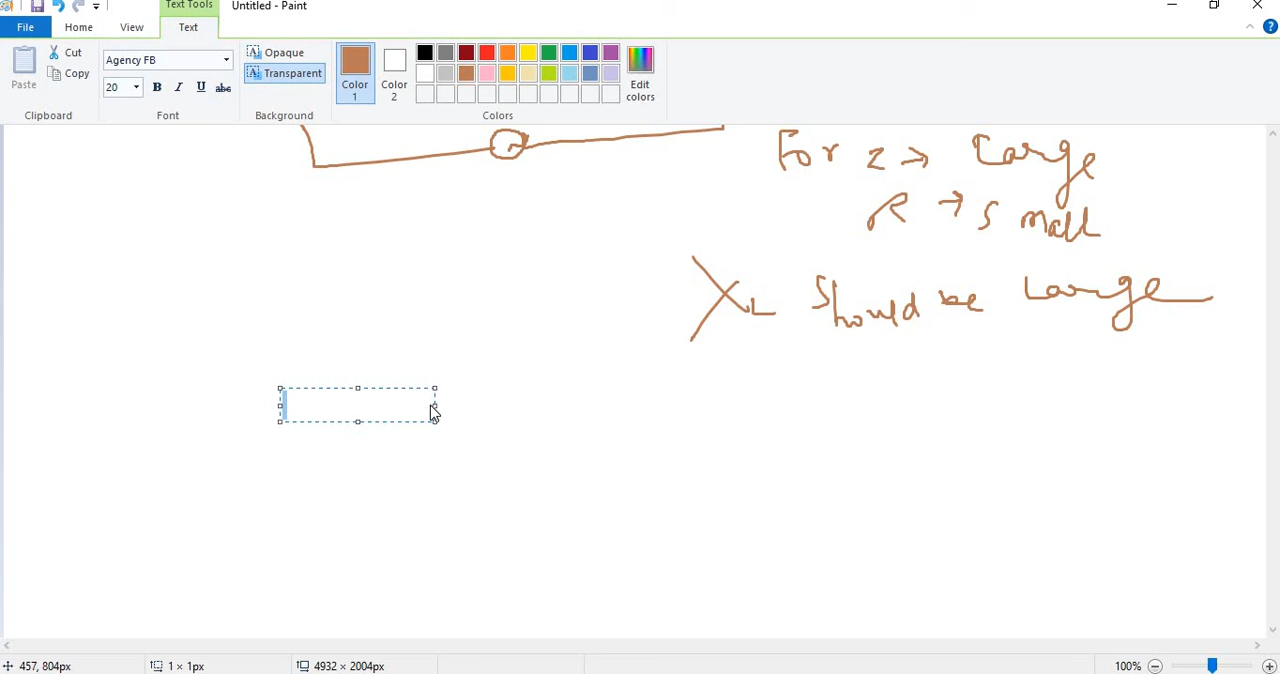 Text Tools
Untitled - Paint
File
Home
View
Text
Paste
Cut
Copy
Clipboard
Agency FB
20
B
I
U
abc
Font
Opaque
Transparent
Background
Color 1
Color 2
Edit colors
Colors
For z → Large
R → Small
XL Should be Large
457, 804px
1 × 1px
4932 × 2004px
100%